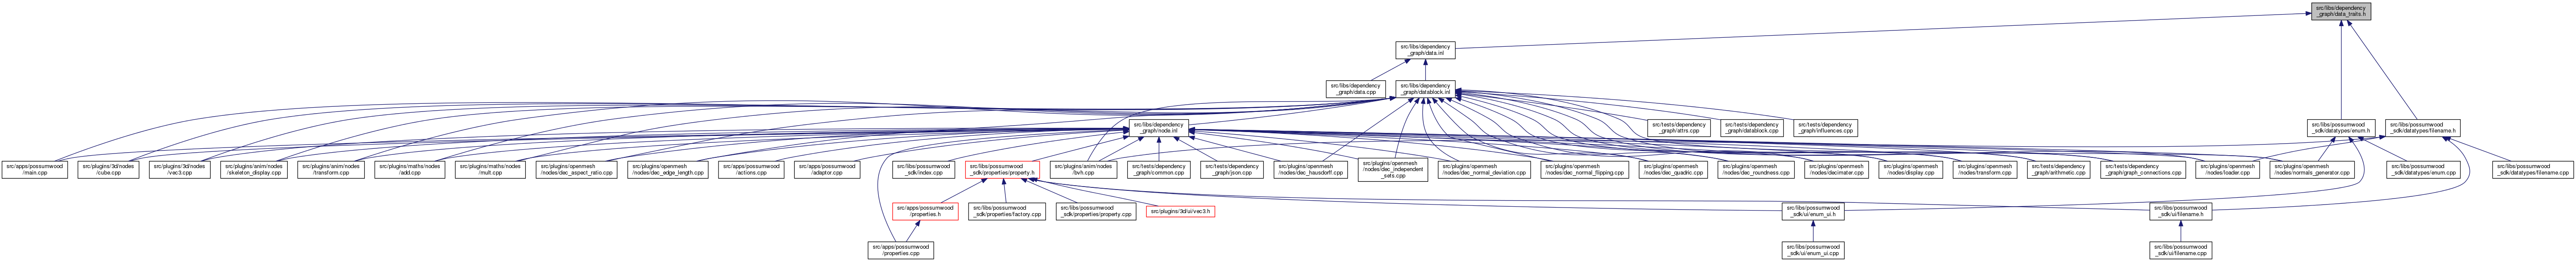 src/libs/dependency
_graph/data_traits.h
src/libs/dependency
_graph/data.inl
src/libs/dependency
_graph/data.cpp
src/libs/dependency
_graph/datablock.inl
src/libs/dependency
_graph/node.inl
src/tests/dependency
_graph/attrs.cpp
src/tests/dependency
_graph/datablock.cpp
src/tests/dependency
_graph/influences.cpp
src/libs/possumwood
_sdk/datatypes/enum.h
src/libs/possumwood
_sdk/datatypes/filename.h
src/apps/possumwood
/main.cpp
src/plugins/3d/nodes
/cube.cpp
src/plugins/3d/nodes
/vec3.cpp
src/plugins/anim/nodes
/skeleton_display.cpp
src/plugins/anim/nodes
/transform.cpp
src/plugins/maths/nodes
/add.cpp
src/plugins/maths/nodes
/mult.cpp
src/plugins/openmesh
/nodes/dec_aspect_ratio.cpp
src/plugins/openmesh
/nodes/dec_edge_length.cpp
src/apps/possumwood
/actions.cpp
src/apps/possumwood
/adaptor.cpp
src/libs/possumwood
_sdk/index.cpp
src/libs/possumwood
_sdk/properties/property.h
src/plugins/anim/nodes
/bvh.cpp
src/tests/dependency
_graph/common.cpp
src/tests/dependency
_graph/json.cpp
src/plugins/openmesh
/nodes/dec_hausdorff.cpp
src/plugins/openmesh
/nodes/dec_independent
_sets.cpp
src/plugins/openmesh
/nodes/dec_normal_deviation.cpp
src/plugins/openmesh
/nodes/dec_normal_flipping.cpp
src/plugins/openmesh
/nodes/dec_quadric.cpp
src/plugins/openmesh
/nodes/dec_roundness.cpp
src/plugins/openmesh
/nodes/decimater.cpp
src/plugins/openmesh
/nodes/display.cpp
src/plugins/openmesh
/nodes/transform.cpp
src/tests/dependency
_graph/arithmetic.cpp
src/tests/dependency
_graph/graph_connections.cpp
src/plugins/openmesh
/nodes/loader.cpp
src/plugins/openmesh
/nodes/normals_generator.cpp
src/libs/possumwood
_sdk/datatypes/enum.cpp
src/libs/possumwood
_sdk/datatypes/filename.cpp
src/apps/possumwood
/properties.h
src/libs/possumwood
_sdk/properties/factory.cpp
src/libs/possumwood
_sdk/properties/property.cpp
src/plugins/3d/ui/vec3.h
src/libs/possumwood
_sdk/ui/enum_ui.h
src/libs/possumwood
_sdk/ui/filename.h
src/apps/possumwood
/properties.cpp
src/libs/possumwood
_sdk/ui/enum_ui.cpp
src/libs/possumwood
_sdk/ui/filename.cpp